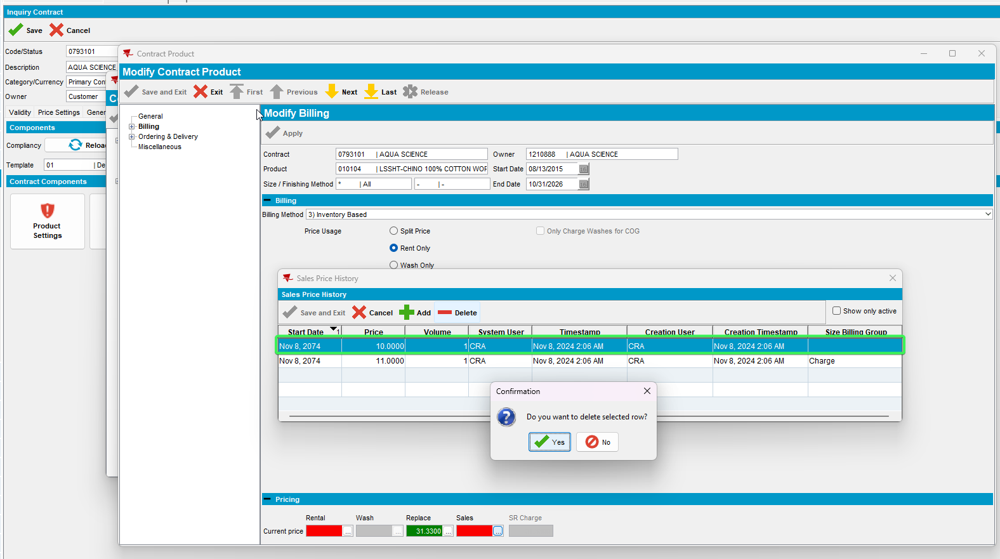 Inquiry Contract
Save Cancel
Code/Status 0793101
Description AQUA SCIENCE
Category/Currency Primary Con
Owner Customer
Validity Price Settings Gener
Components
Compliancy Reloa
Template 01 | De
Contract Components
Product
Settings
Contract Product
Modify Contract Product
Save and Exit Exit First Previous Next Last Release
General
Billing
Ordering & Delivery
Miscellaneous
Modify Billing
Apply
Contract 0793101 | AQUA SCIENCE Owner 1210888 | AQUA SCIENCE
Product 010104 | LSSHT-CHINO 100% COTTON WOR Start Date 08/13/2015 16
Size / Finishing Method * | All - | - End Date 10/31/2026 16
Billing
Billing Method 3) Inventory Based
Price Usage Split Price Only Charge Washes for COG
Rent Only
Wash Only
Sales Price History
Sales Price History
Save and Exit Cancel Add Delete Show only active
Start Date 1 Price Volume System User Timestamp Creation User Creation Timestamp Size Billing Group
Nov 8, 2074 10.0000 1 CRA Nov 8, 2024 2:06 AM CRA Nov 8, 2024 2:06 AM
Nov 8, 2074 11.0000 1 CRA Nov 8, 2024 2:06 AM CRA Nov 8, 2024 2:06 AM Charge
Confirmation
Do you want to delete selected row?
Yes No
Pricing
Rental Wash Replace Sales SR Charge
Current price ... ... 31.3300 ... ...